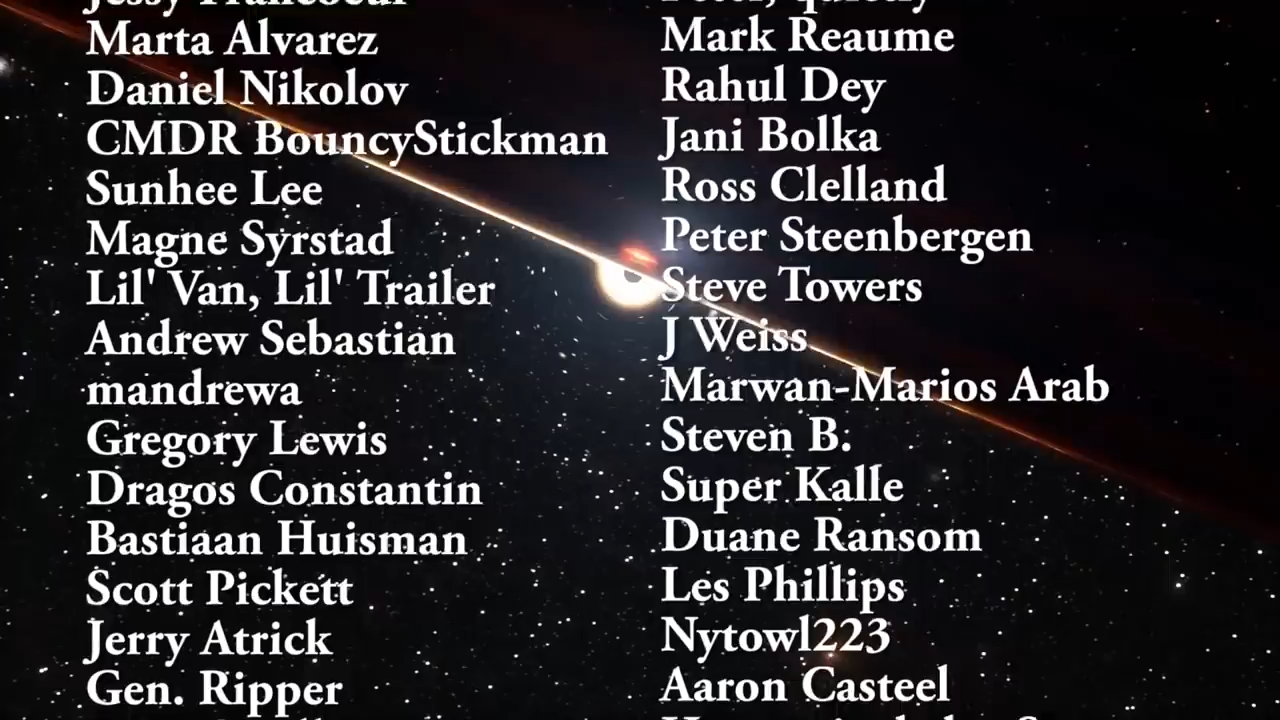 Marta Alvarez
Daniel Nikolov
CMDR BouncyStickman
Sunhee Lee
Magne Syrstad
Lil' Van, Lil' Trailer
Andrew Sebastian
mandrewa
Gregory Lewis
Dragos Constantin
Bastiaan Huisman
Scott Pickett
Jerry Atrick
Gen. Ripper
Peter, quietly
Mark Reaume
Rahul Dey
Jani Bolka
Ross Clelland
Peter Steenbergen
Steve Towers
J Weiss
Marwan-Marios Arab
Steven B.
Super Kalle
Duane Ransom
Les Phillips
Nytowl223
Aaron Casteel